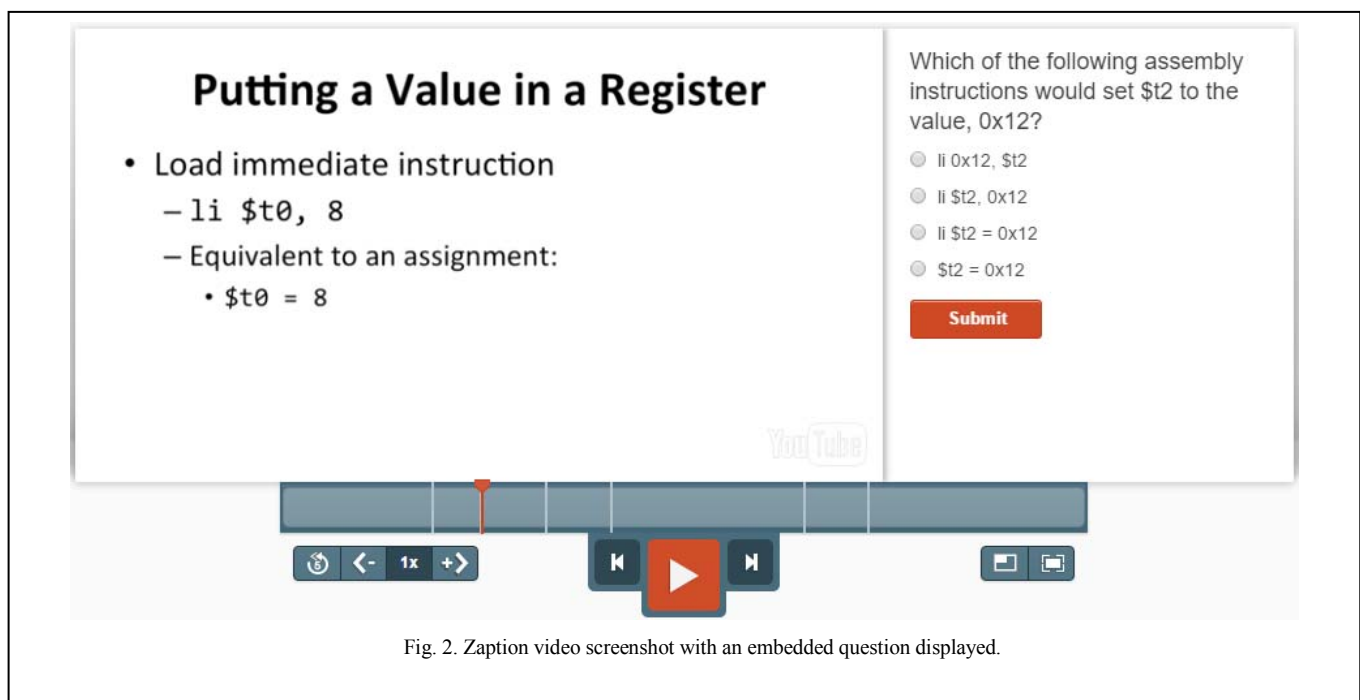 Putting a Value in a Register
• Load immediate instruction
– li $t0, 8
– Equivalent to an assignment:
• $t0 = 8
YouTube
Which of the following assembly
instructions would set $t2 to the
value, 0x12?
li 0x12, $t2
li $t2, 0x12
li $t2 = 0x12
$t2 = 0x12
Submit
5
1x
Fig. 2. Zaption video screenshot with an embedded question displayed.